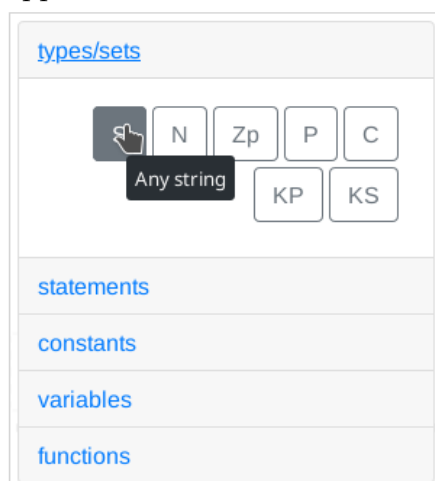 types/sets
S N Zp P C
Any string
KP KS
statements
constants
variables
functions